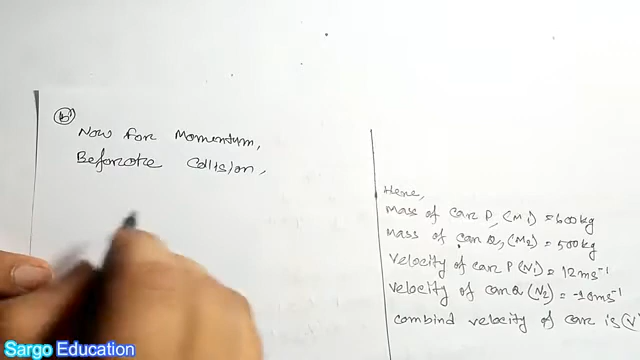 (b)
Now for Momentum,
Before Collision,
Here,
Mass of car P, (M1) = 600kg
Mass of car Q, (M2) = 500kg
Velocity of car P (V1) = 12ms⁻¹
Velocity of car Q (V2) = -10ms⁻¹
combind velocity of car is (V)
Sargo Education